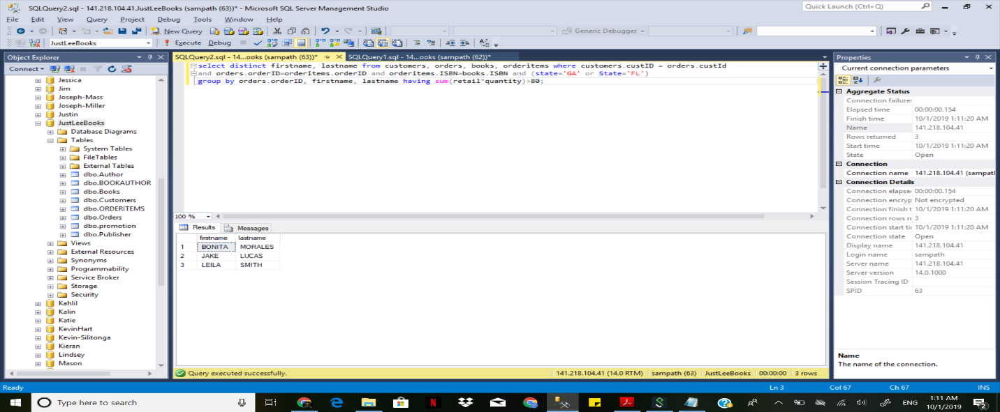 SQLQuery2.sql - 141.218.104.41.JustLeeBooks (sampath (63))* - Microsoft SQL Server Management Studio
Quick Launch (Ctrl+Q)
File Edit View Query Project Debug Tools Window Help
New Query
Generic Debugger
JustLeeBooks
Execute Debug
Object Explorer
Connect
Jessica
Jim
Joseph-Mass
Joseph-Miller
Justin
JustLeeBooks
Database Diagrams
Tables
System Tables
FileTables
External Tables
dbo.Author
dbo.BOOKAUTHOR
dbo.Books
dbo.Customers
dbo.ORDERITEMS
dbo.Orders
dbo.promotion
dbo.Publisher
Views
External Resources
Synonyms
Programmability
Service Broker
Storage
Security
Kahlil
Kalin
Katie
KevinHart
Kevin-Silitonga
Kieran
Lindsey
Mason
SQLQuery2.sql - 14...ooks (sampath (63))* SQLQuery1.sql - 14...ooks (sampath (62))*
select distinct firstname, lastname from customers, orders, books, orderitems where customers.custID = orders.custId
and orders.orderID=orderitems.orderID and orderitems.ISBN=books.ISBN and (state='GA' or State='FL')
group by orders.orderID, firstname, lastname having sum(retail*quantity)>80;
100 %
Results Messages
firstname lastname
1 BONITA MORALES
2 JAKE LUCAS
3 LEILA SMITH
Query executed successfully. 141.218.104.41 (14.0 RTM) sampath (63) JustLeeBooks 00:00:00 3 rows
Properties
Current connection parameters
Aggregate Status
Connection failure:
Elapsed time 00:00:00.154
Finish time 10/1/2019 1:11:20 AM
Name 141.218.104.41
Rows returned 3
Start time 10/1/2019 1:11:20 AM
State Open
Connection
Connection name 141.218.104.41 (sampatl
Connection Details
Connection elapse 00:00:00.154
Connection encryp Not encrypted
Connection finish t 10/1/2019 1:11:20 AM
Connection rows re 3
Connection start ti 10/1/2019 1:11:20 AM
Connection state Open
Display name 141.218.104.41
Login name sampath
Server name 141.218.104.41
Server version 14.0.1000
Session Tracing ID
SPID 63
Name
The name of the connection.
Ready Ln 3 Col 67 Ch 67 INS
Type here to search
ENG
1:11 AM
10/1/2019
2